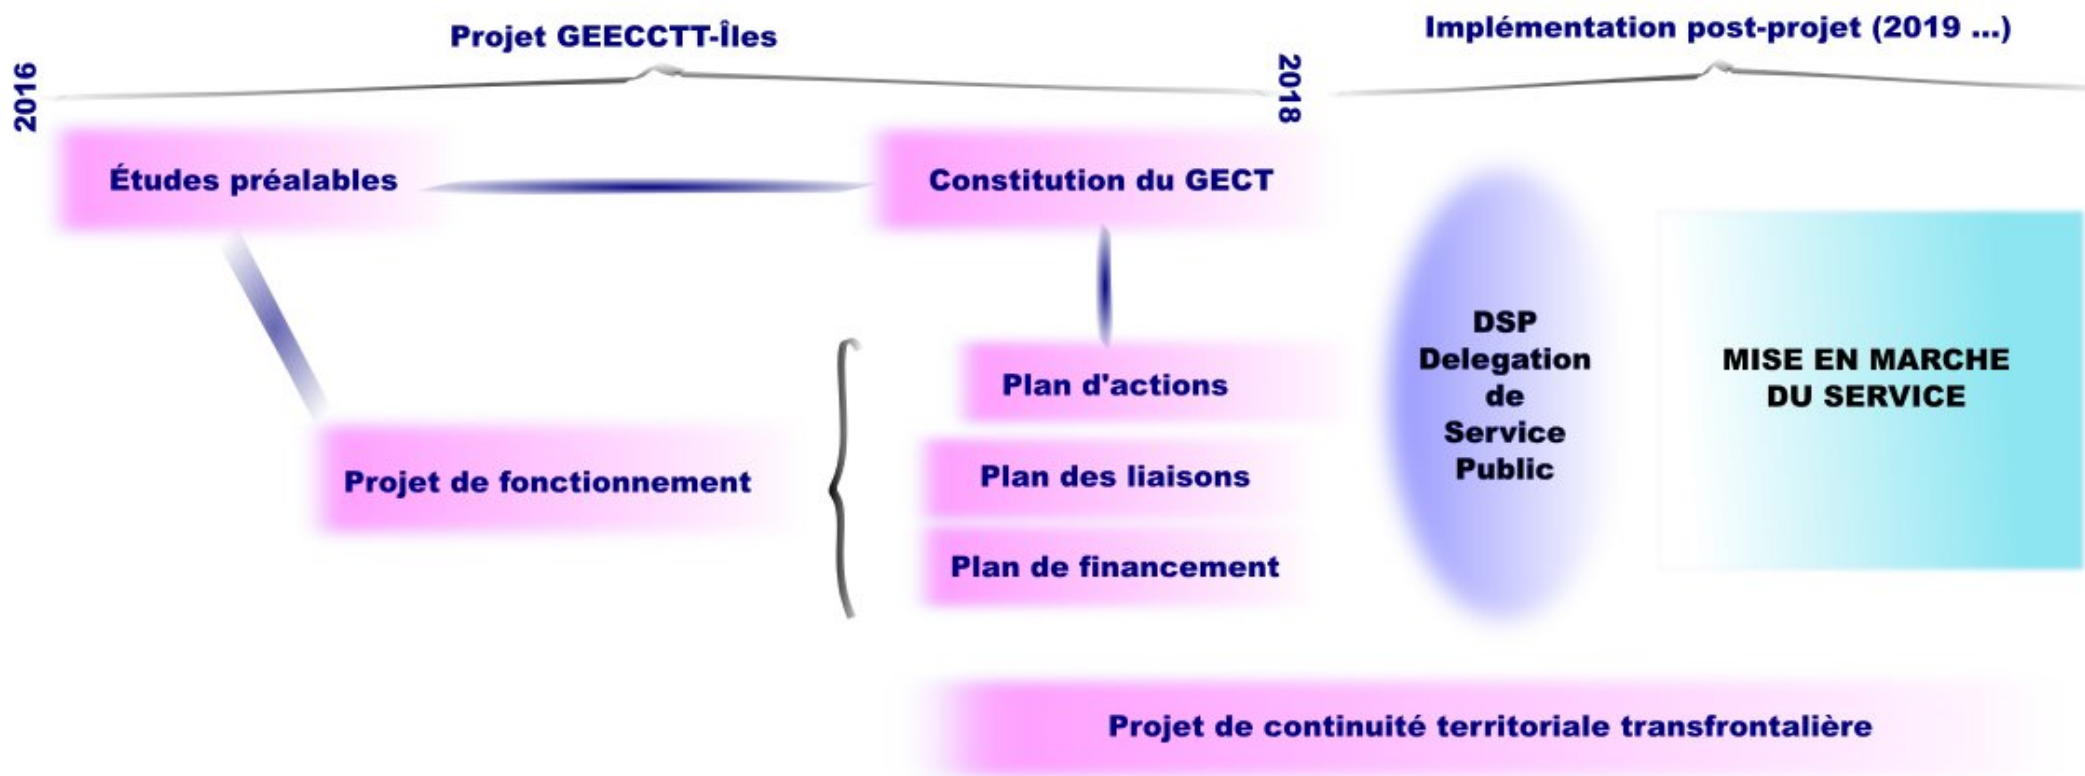 Projet GEECCTT-Îles
Implémentation post-projet (2019 ...)
2016
2018
Études préalables
Constitution du GECT
Projet de fonctionnement
Plan d'actions
Plan des liaisons
Plan de financement
DSP
Delegation
de
Service
Public
MISE EN MARCHE
DU SERVICE
Projet de continuité territoriale transfrontalière